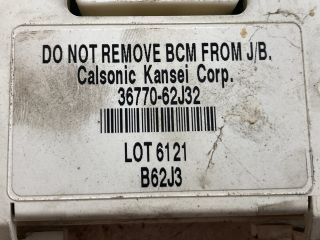 DO NOT REMOVE BCM FROM J/B.
Calsonic Kansei Corp.
36770-62J32
LOT 6121
B62J3